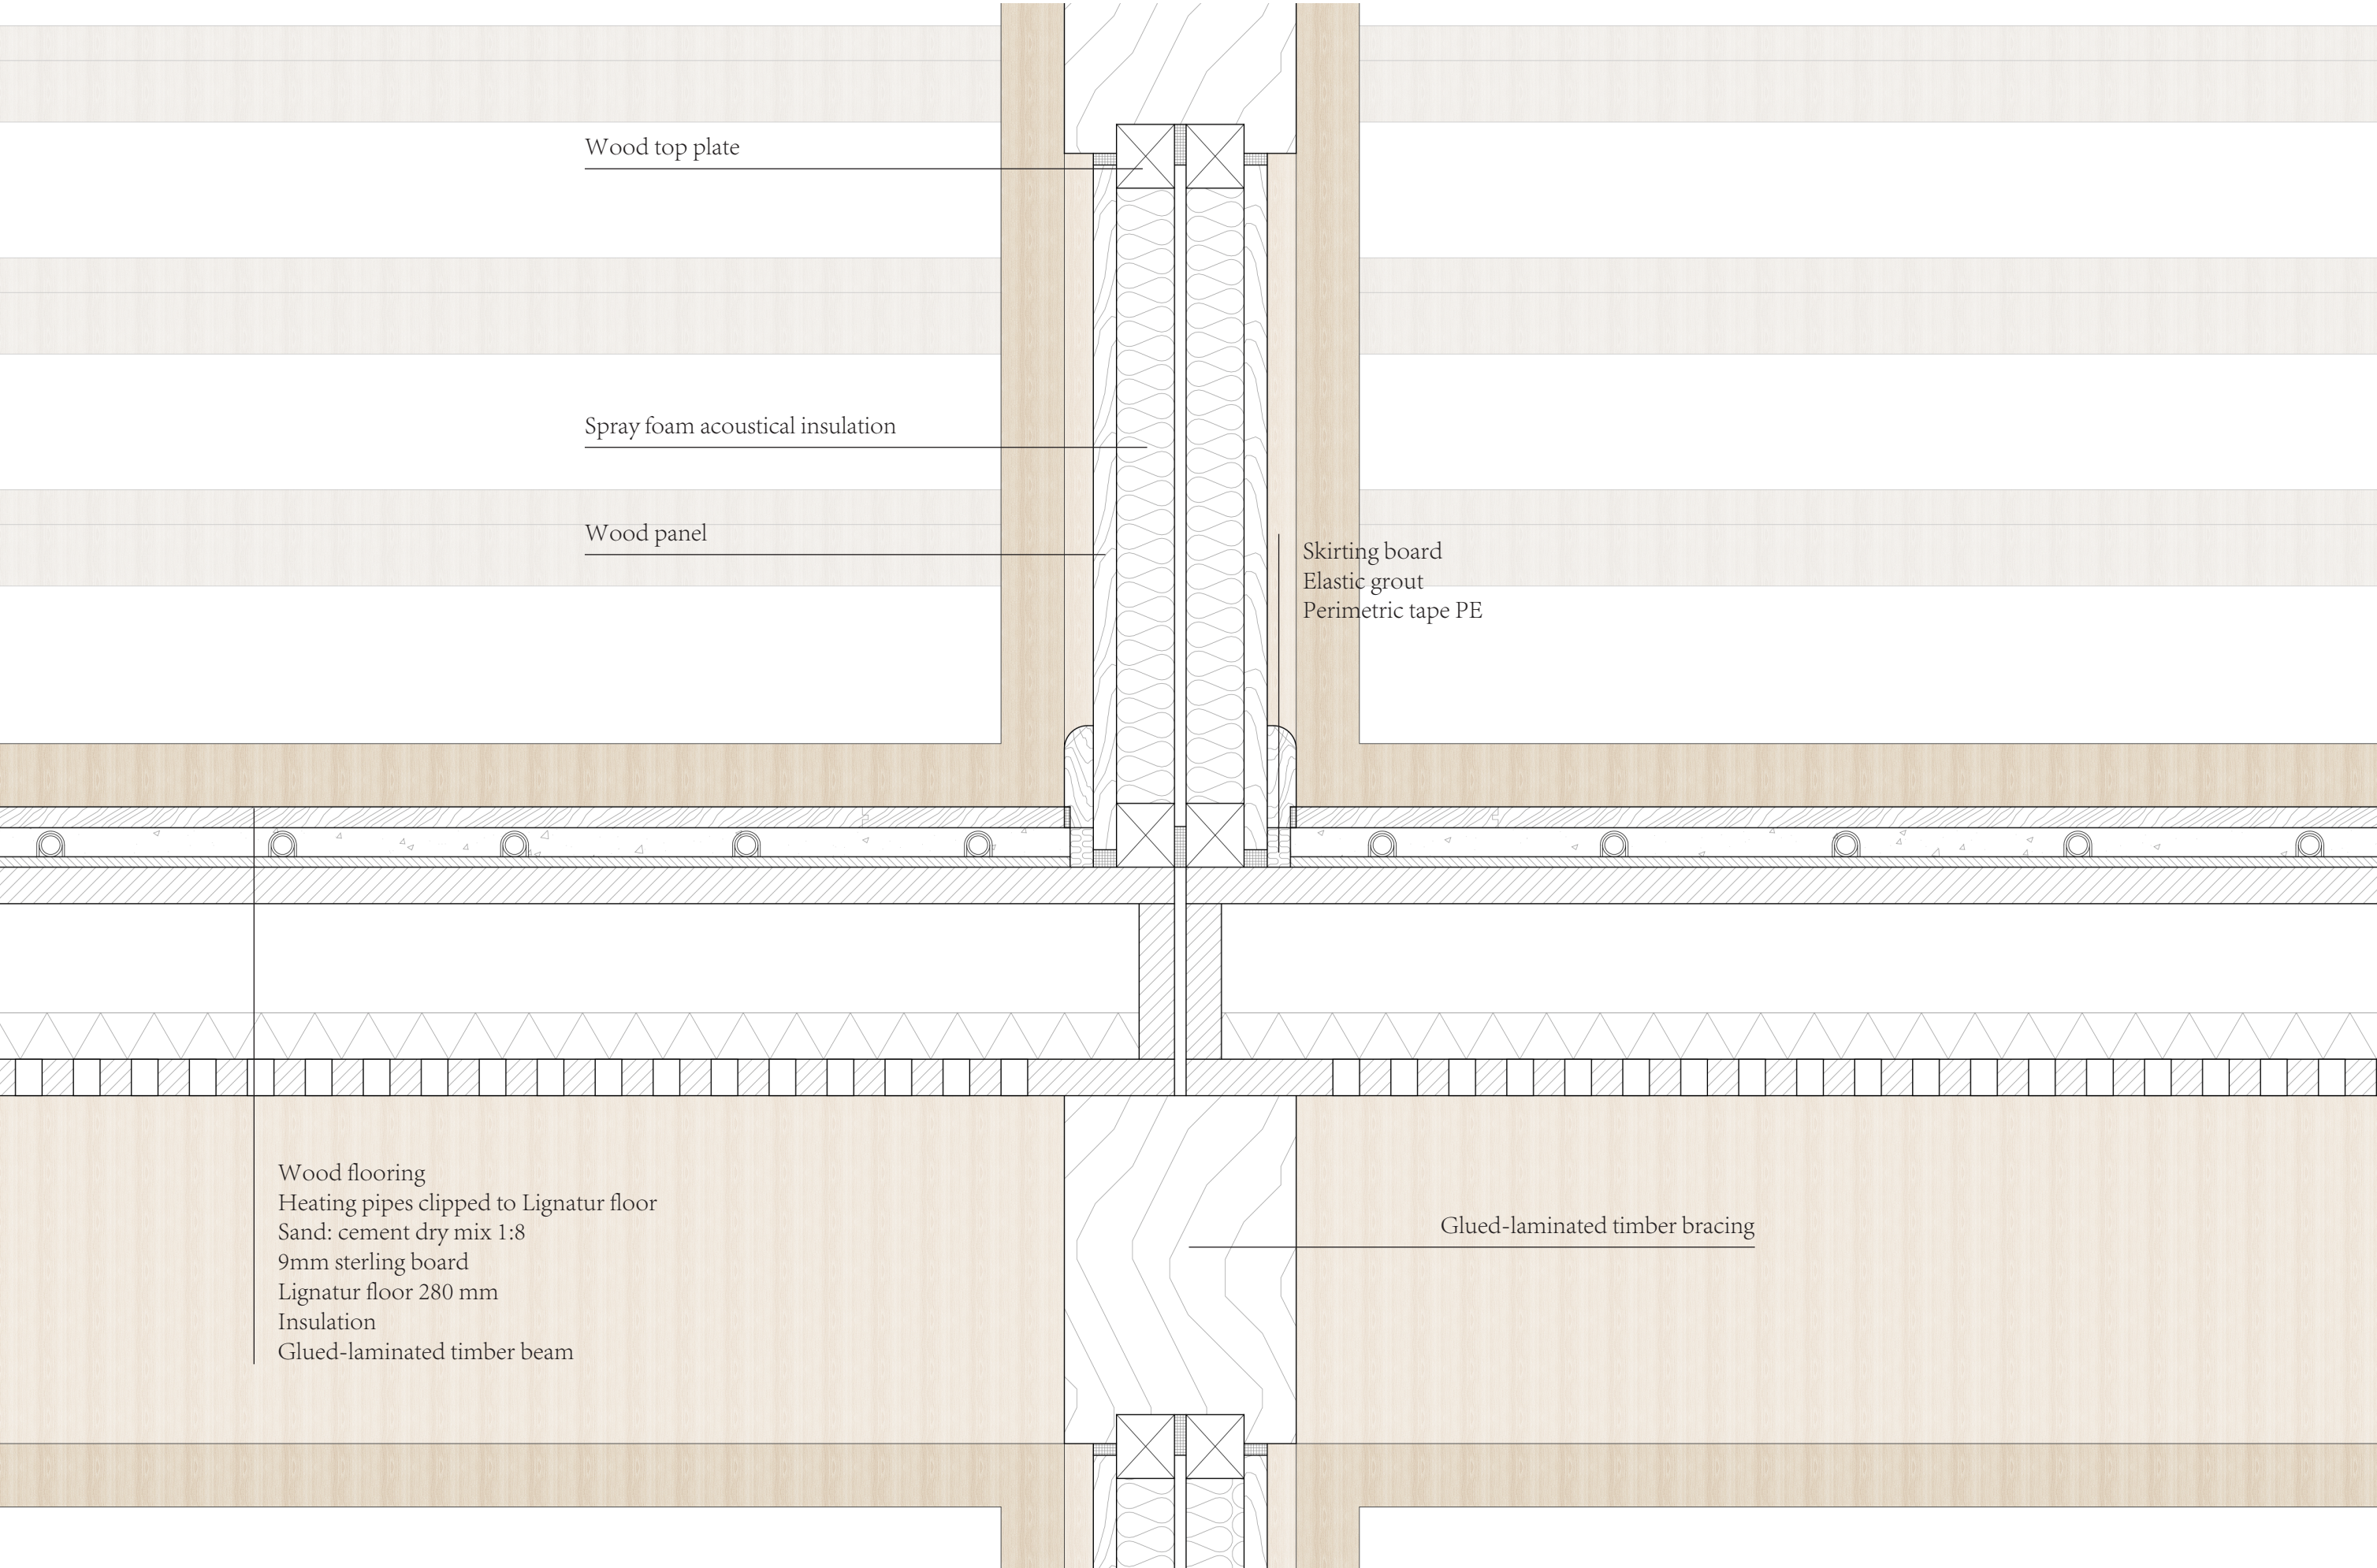 Wood top plate
Spray foam acoustical insulation
Wood panel
Skirting board
Elastic grout
Perimetric tape PE
Wood flooring
Heating pipes clipped to Lignatur floor
Sand: cement dry mix 1:8
9mm sterling board
Lignatur floor 280 mm
Insulation
Glued-laminated timber beam
Glued-laminated timber bracing